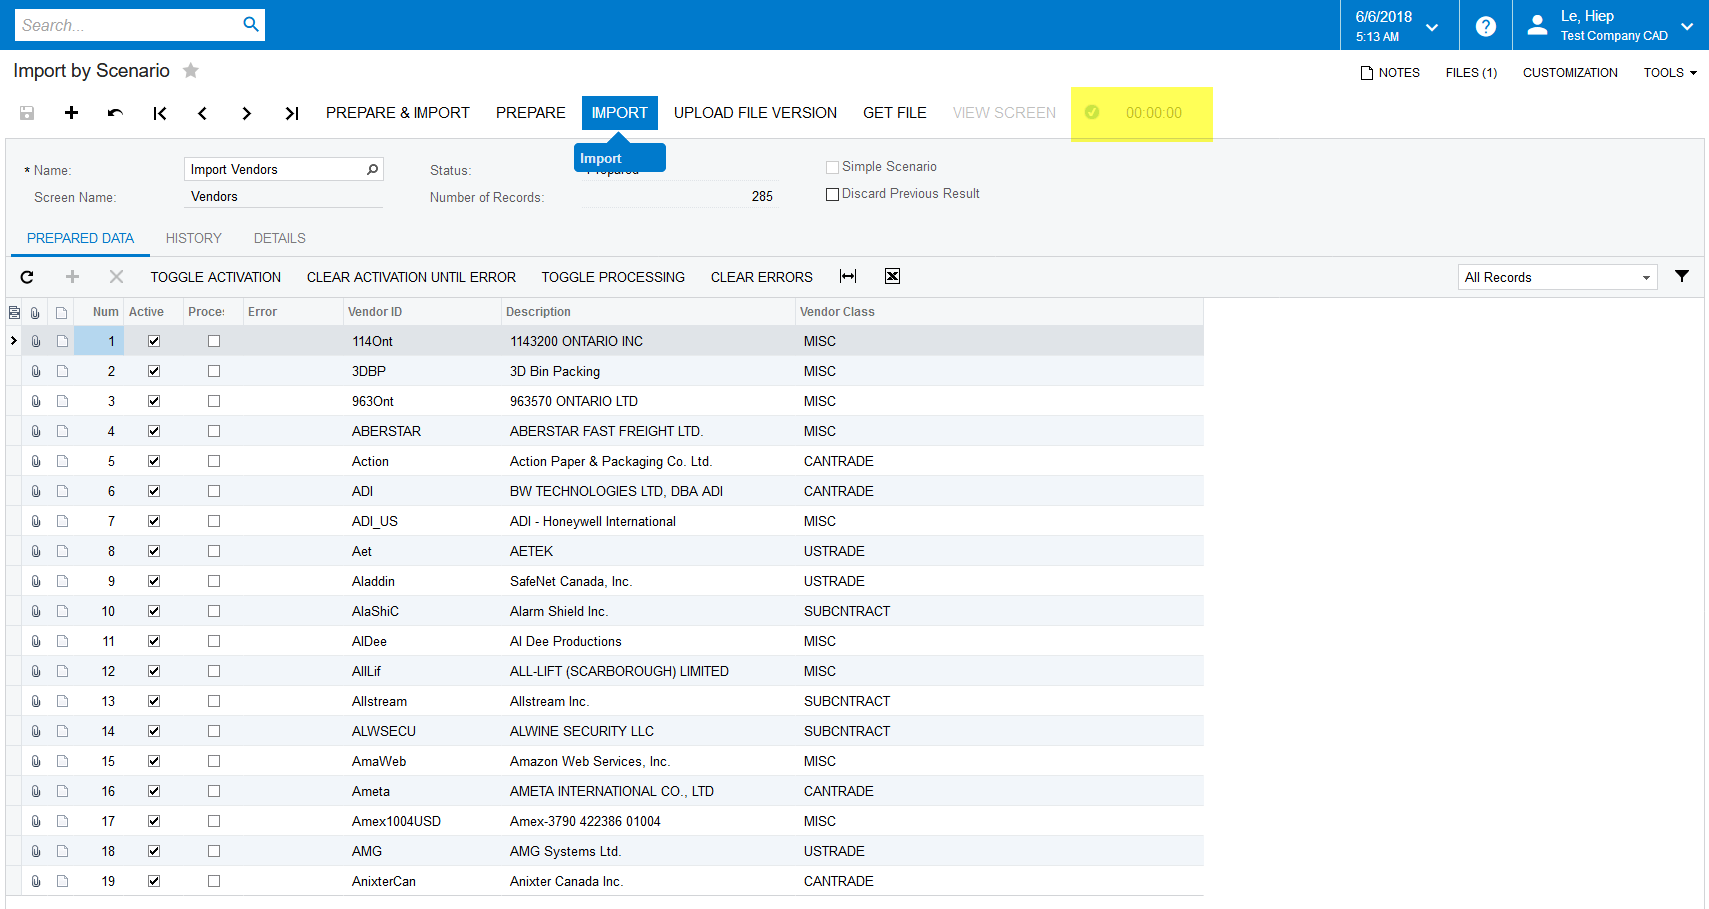 Search...
6/6/2018
5:13 AM
Le, Hiep
Test Company CAD
Import by Scenario
NOTES FILES (1) CUSTOMIZATION TOOLS
PREPARE & IMPORT PREPARE IMPORT UPLOAD FILE VERSION GET FILE VIEW SCREEN 00:00:00
Import
* Name: Import Vendors Status: Prepared Simple Scenario
Screen Name: Vendors Number of Records: 285 Discard Previous Result
PREPARED DATA HISTORY DETAILS
TOGGLE ACTIVATION CLEAR ACTIVATION UNTIL ERROR TOGGLE PROCESSING CLEAR ERRORS All Records
Num Active Proces Error Vendor ID Description Vendor Class
1 114Ont 1143200 ONTARIO INC MISC
2 3DBP 3D Bin Packing MISC
3 963Ont 963570 ONTARIO LTD MISC
4 ABERSTAR ABERSTAR FAST FREIGHT LTD. MISC
5 Action Action Paper & Packaging Co. Ltd. CANTRADE
6 ADI BW TECHNOLOGIES LTD, DBA ADI CANTRADE
7 ADI_US ADI - Honeywell International MISC
8 Aet AETEK USTRADE
9 Aladdin SafeNet Canada, Inc. USTRADE
10 AlaShiC Alarm Shield Inc. SUBCNTRACT
11 AlDee Al Dee Productions MISC
12 AllLif ALL-LIFT (SCARBOROUGH) LIMITED MISC
13 Allstream Allstream Inc. SUBCNTRACT
14 ALWSECU ALWINE SECURITY LLC SUBCNTRACT
15 AmaWeb Amazon Web Services, Inc. MISC
16 Ameta AMETA INTERNATIONAL CO., LTD CANTRADE
17 Amex1004USD Amex-3790 422386 01004 MISC
18 AMG AMG Systems Ltd. USTRADE
19 AnixterCan Anixter Canada Inc. CANTRADE